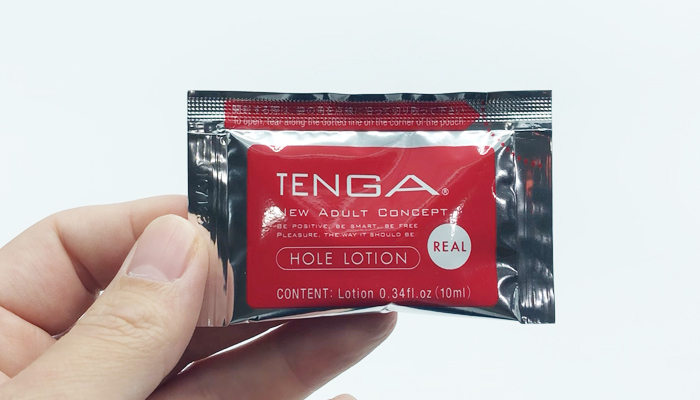 To open, tear along the dotted line on the corner of the pouch.
TENGA®
NEW ADULT CONCEPT
BE POSITIVE, BE SMART, BE FREE
PLEASURE, THE WAY IT SHOULD BE
HOLE LOTION
REAL
CONTENT: Lotion 0.34fl.oz (10ml)